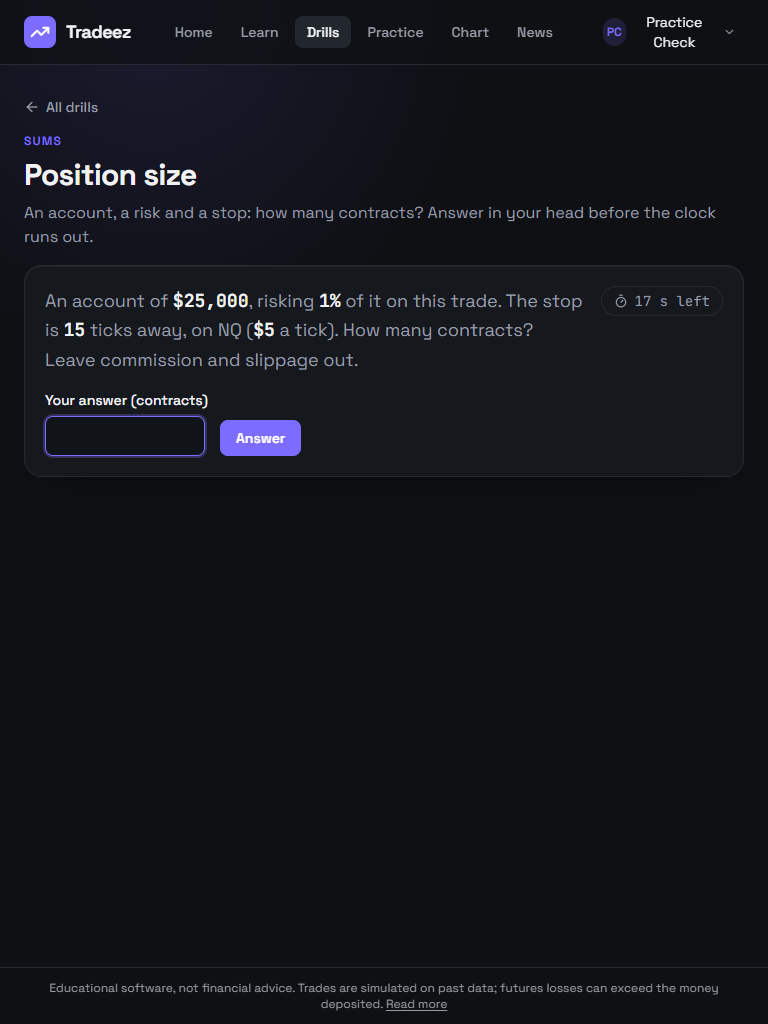 Tradeez
Home
Learn
Drills
Practice
Chart
News
PC
Practice
Check
All drills
SUMS
Position size
An account, a risk and a stop: how many contracts? Answer in your head before the clock
runs out.
An account of $25,000, risking 1% of it on this trade. The stop
is 15 ticks away, on NQ ($5 a tick). How many contracts?
Leave commission and slippage out.
17 s left
Your answer (contracts)
Answer
Educational software, not financial advice. Trades are simulated on past data; futures losses can exceed the money
deposited. Read more